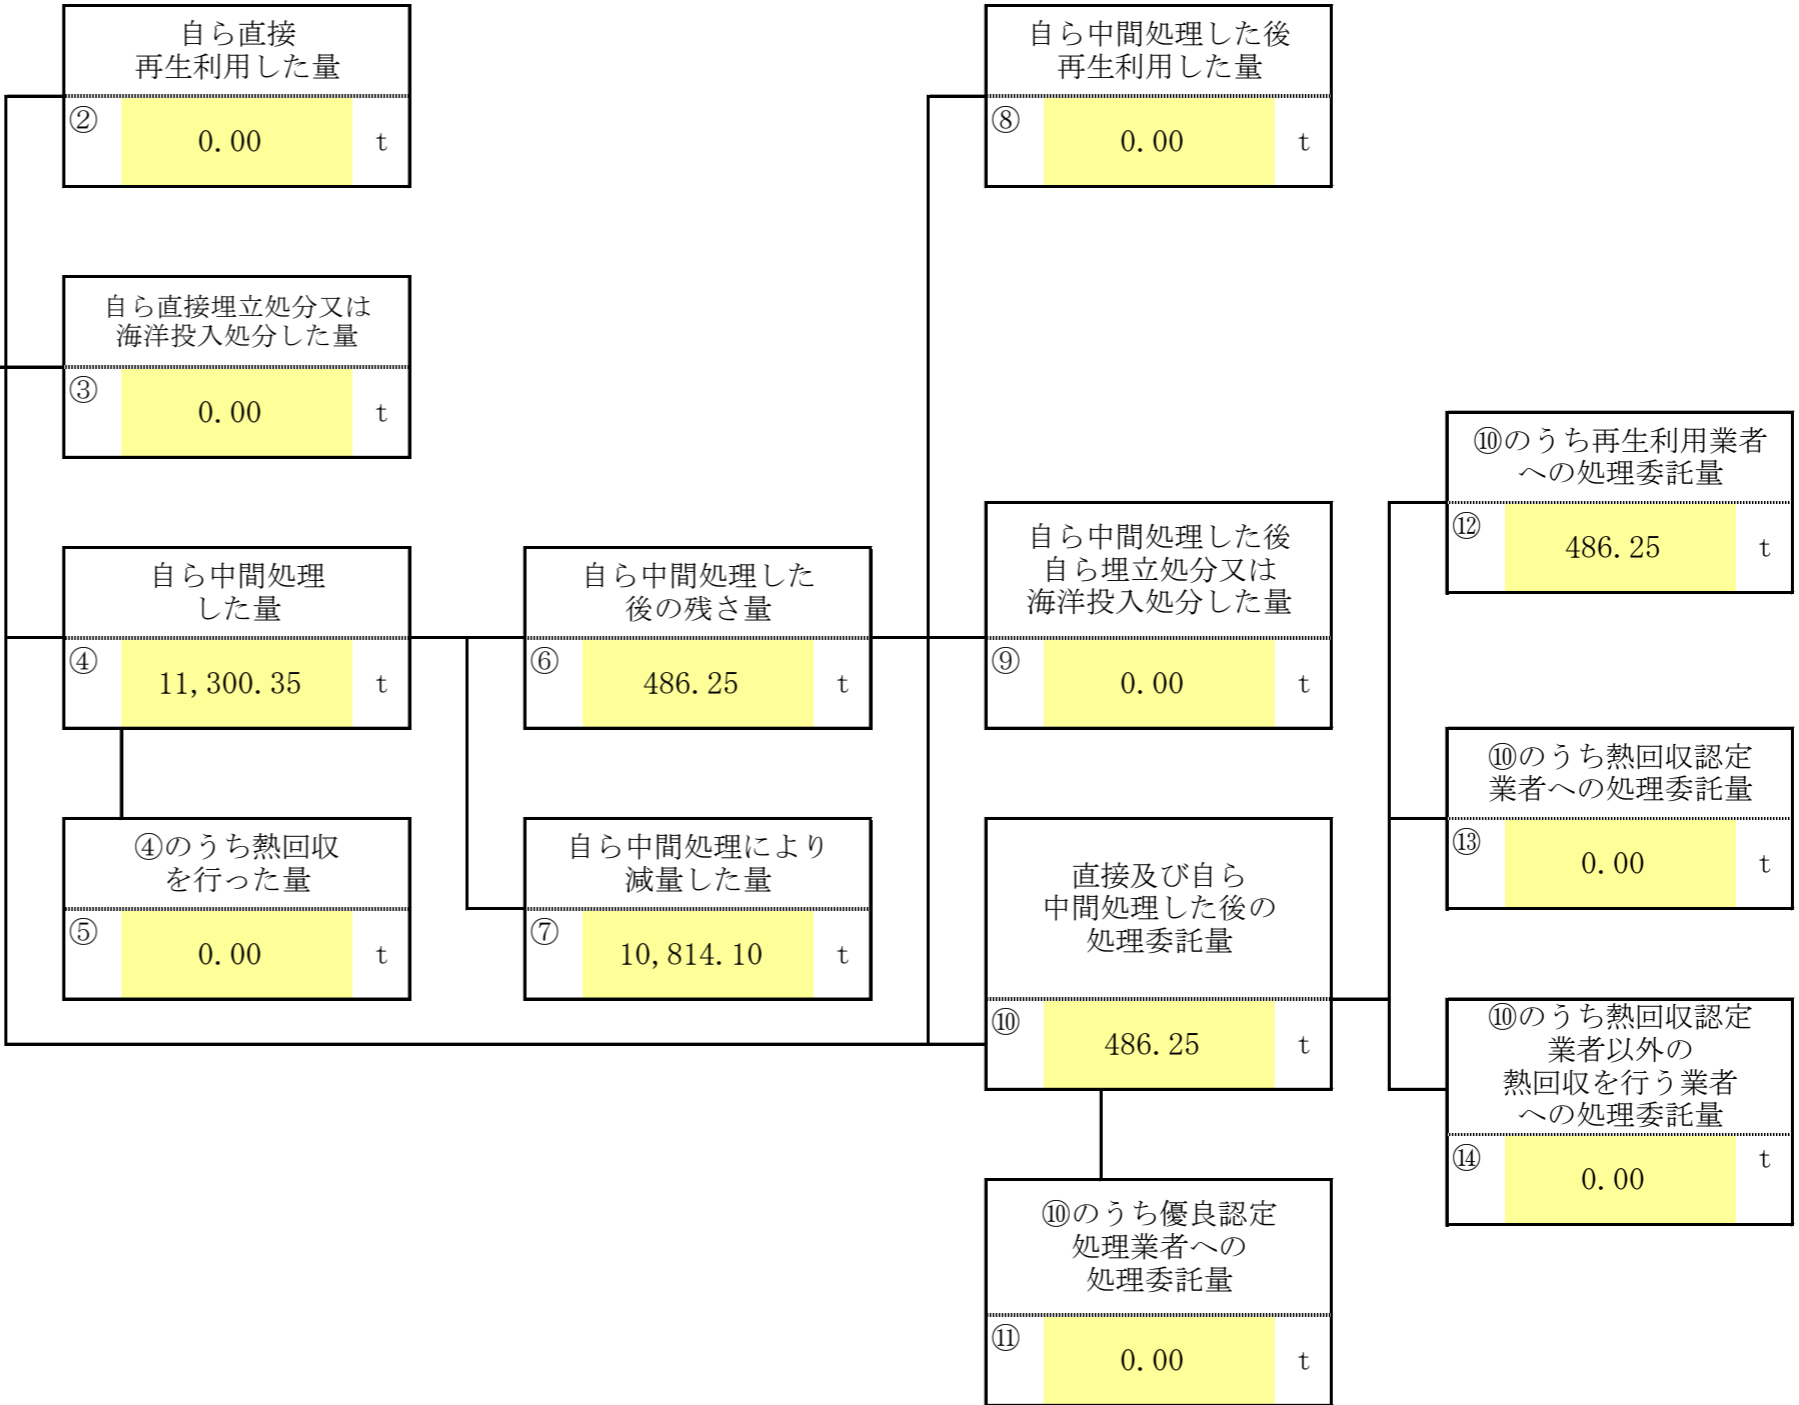 自ら直接
再生利用した量
② 0.00 t
自ら中間処理した後
再生利用した量
⑧ 0.00 t
自ら直接埋立処分又は
海洋投入処分した量
③ 0.00 t
⑩のうち再生利用業者
への処理委託量
⑫ 486.25 t
自ら中間処理
した量
④ 11,300.35 t
自ら中間処理した
後の残さ量
⑥ 486.25 t
自ら中間処理した後
自ら埋立処分又は
海洋投入処分した量
⑨ 0.00 t
⑩のうち熱回収認定
業者への処理委託量
⑬ 0.00 t
④のうち熱回収
を行った量
⑤ 0.00 t
自ら中間処理により
減量した量
⑦ 10,814.10 t
直接及び自ら
中間処理した後の
処理委託量
⑩ 486.25 t
⑩のうち熱回収認定
業者以外の
熱回収を行う業者
への処理委託量
⑭ 0.00 t
⑩のうち優良認定
処理業者への
処理委託量
⑪ 0.00 t